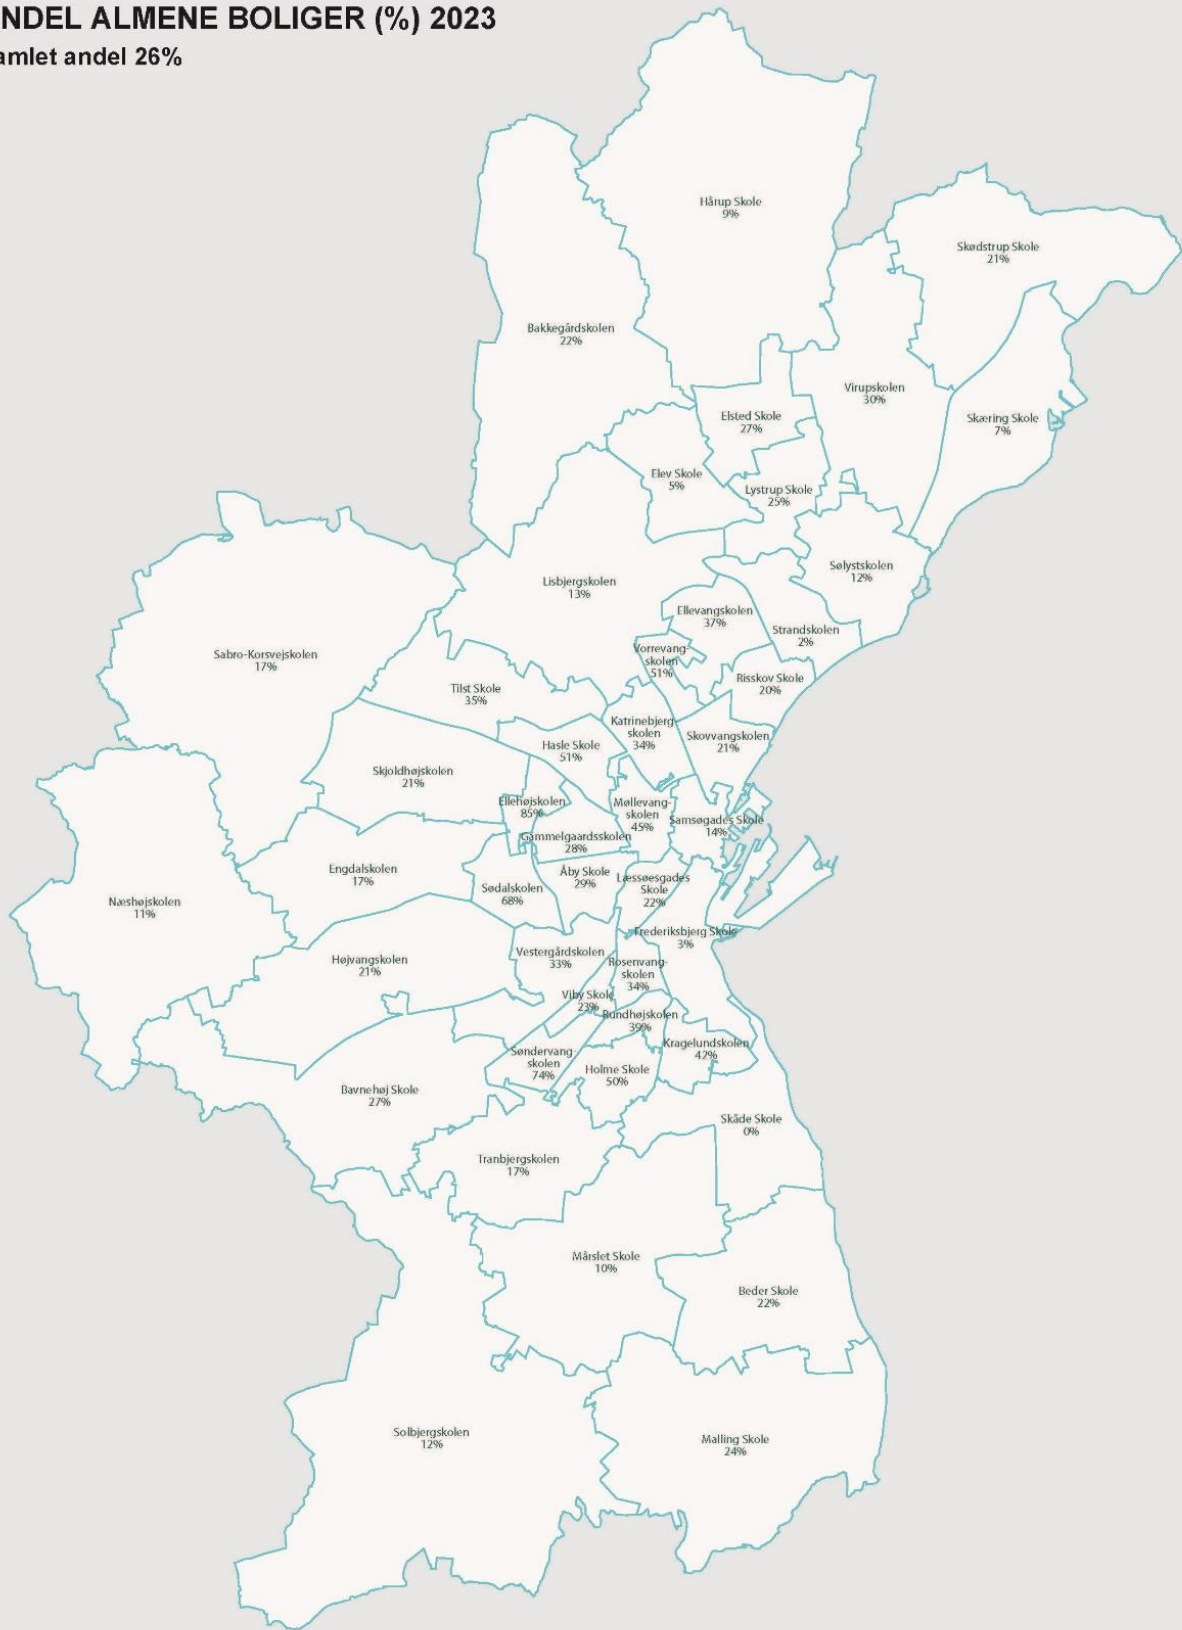 NDEL ALMENE BOLIGER (%) 2023
amlet andel 26%
Hårup Skole
9%
Skødstrup Skole
21%
Bakkegårdskolen
22%
Virupskolen
30%
Elsted Skole
27%
Skæring Skole
7%
Elev Skole
5%
Lystrup Skole
25%
Sølystskolen
12%
Lisbjergskolen
13%
Ellevangskolen
37%
Strandskolen
2%
Vorrevang-
skolen
51%
Sabro-Korsvejskolen
17%
Risskov Skole
20%
Tilst Skole
35%
Katrinebjerg-
skolen
34%
Skovvangskolen
21%
Hasle Skole
51%
Skjoldhøjskolen
21%
Ellehøjskolen
85%
Møllevang-
skolen
45%
Samsøgades Skole
14%
Gammelgaardsskolen
28%
Engdalskolen
17%
Åby Skole
29%
Læssøesgades
Skole
22%
Sødalskolen
68%
Næshøjskolen
11%
Frederiksbjerg Skole
3%
Vestergårdskolen
33%
Højvangskolen
21%
Rosenvang-
skolen
34%
Viby Skole
23%
Rundhøjskolen
39%
Kragelundskolen
42%
Søndervang-
skolen
74%
Holme Skole
50%
Bavnehøj Skole
27%
Skåde Skole
0%
Tranbjergskolen
17%
Mårslet Skole
10%
Beder Skole
22%
Solbjergskolen
12%
Malling Skole
24%